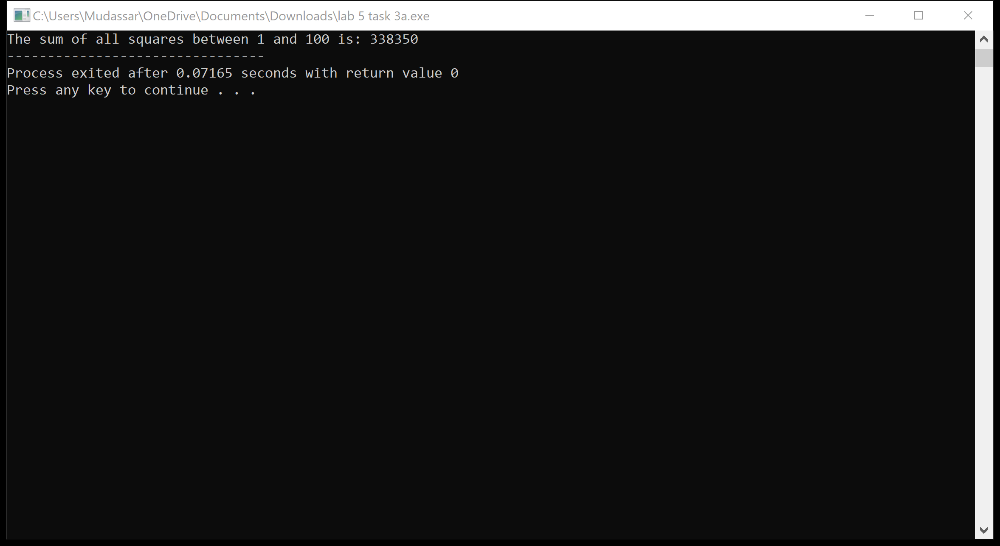 C:\Users\Mudassar\OneDrive\Documents\Downloads\lab 5 task 3a.exe
The sum of all squares between 1 and 100 is: 338350
--------------------------------
Process exited after 0.07165 seconds with return value 0
Press any key to continue . . .